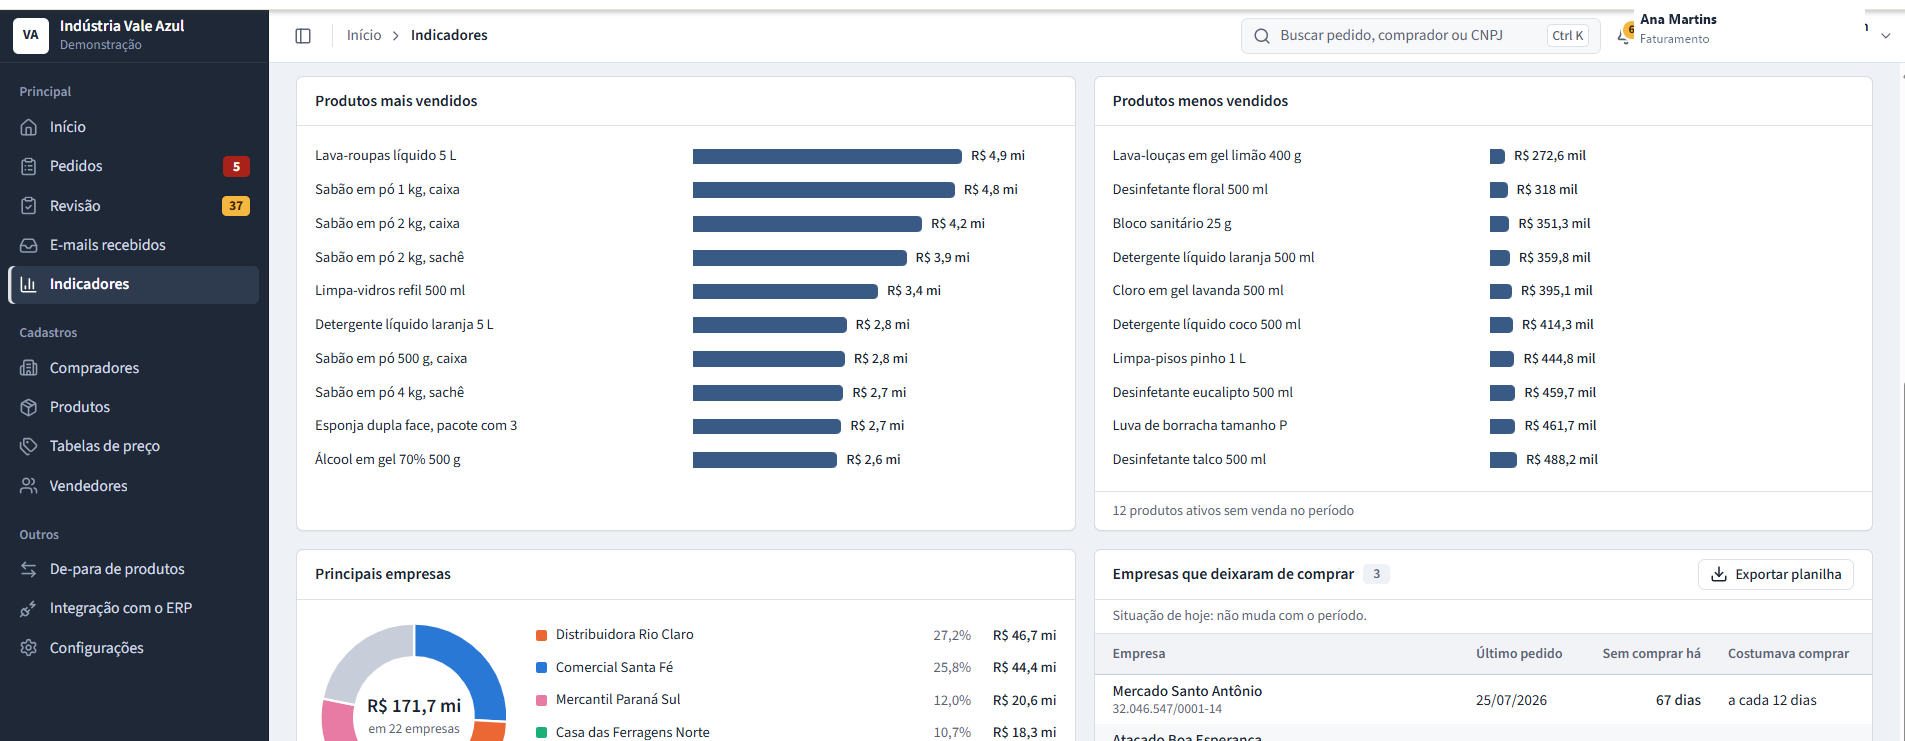 VA
Indústria Vale Azul
Demonstração
Principal
Início
Pedidos 5
Revisão 37
E-mails recebidos
Indicadores
Cadastros
Compradores
Produtos
Tabelas de preço
Vendedores
Outros
De-para de produtos
Integração com o ERP
Configurações
Início > Indicadores
Buscar pedido, comprador ou CNPJ Ctrl K
6
Ana Martins
Faturamento
Produtos mais vendidos
Lava-roupas líquido 5 L R$ 4,9 mi
Sabão em pó 1 kg, caixa R$ 4,8 mi
Sabão em pó 2 kg, caixa R$ 4,2 mi
Sabão em pó 2 kg, sachê R$ 3,9 mi
Limpa-vidros refil 500 ml R$ 3,4 mi
Detergente líquido laranja 5 L R$ 2,8 mi
Sabão em pó 500 g, caixa R$ 2,8 mi
Sabão em pó 4 kg, sachê R$ 2,7 mi
Esponja dupla face, pacote com 3 R$ 2,7 mi
Álcool em gel 70% 500 g R$ 2,6 mi
Produtos menos vendidos
Lava-louças em gel limão 400 g R$ 272,6 mil
Desinfetante floral 500 ml R$ 318 mil
Bloco sanitário 25 g R$ 351,3 mil
Detergente líquido laranja 500 ml R$ 359,8 mil
Cloro em gel lavanda 500 ml R$ 395,1 mil
Detergente líquido coco 500 ml R$ 414,3 mil
Limpa-pisos pinho 1 L R$ 444,8 mil
Desinfetante eucalipto 500 ml R$ 459,7 mil
Luva de borracha tamanho P R$ 461,7 mil
Desinfetante talco 500 ml R$ 488,2 mil
12 produtos ativos sem venda no período
Principais empresas
R$ 171,7 mi
em 22 empresas
Distribuidora Rio Claro 27,2% R$ 46,7 mi
Comercial Santa Fé 25,8% R$ 44,4 mi
Mercantil Paraná Sul 12,0% R$ 20,6 mi
Casa das Ferragens Norte 10,7% R$ 18,3 mi
Empresas que deixaram de comprar 3
Exportar planilha
Situação de hoje: não muda com o período.
Empresa Último pedido Sem comprar há Costumava comprar
Mercado Santo Antônio 25/07/2026 67 dias a cada 12 dias
32.046.547/0001-14
Atacado Boa Esperança